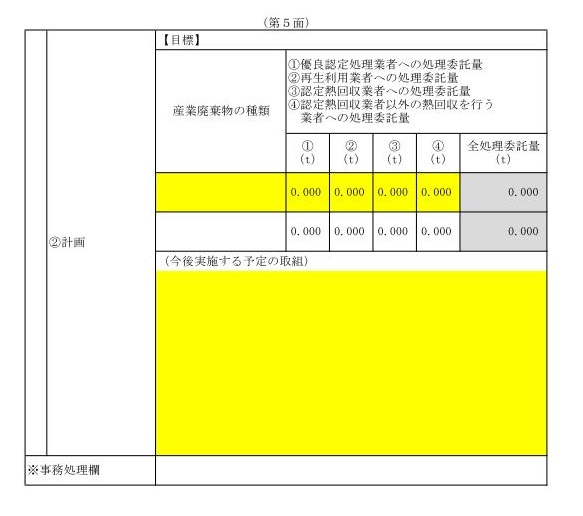 （第５面）
【目標】
産業廃棄物の種類
①優良認定処理業者への処理委託量
②再生利用業者への処理委託量
③認定熱回収業者への処理委託量
④認定熱回収業者以外の熱回収を行う
業者への処理委託量
① ② ③ ④ 全処理委託量
(t) (t) (t) (t) (t)
0.000 0.000 0.000 0.000 0.000
0.000 0.000 0.000 0.000 0.000
②計画
（今後実施する予定の取組）
※事務処理欄